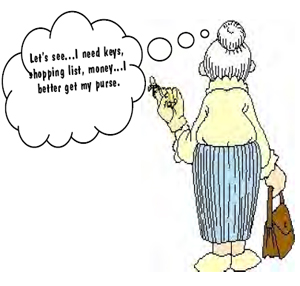 Let's see...I need keys,
shopping list, money...I
better get my purse.